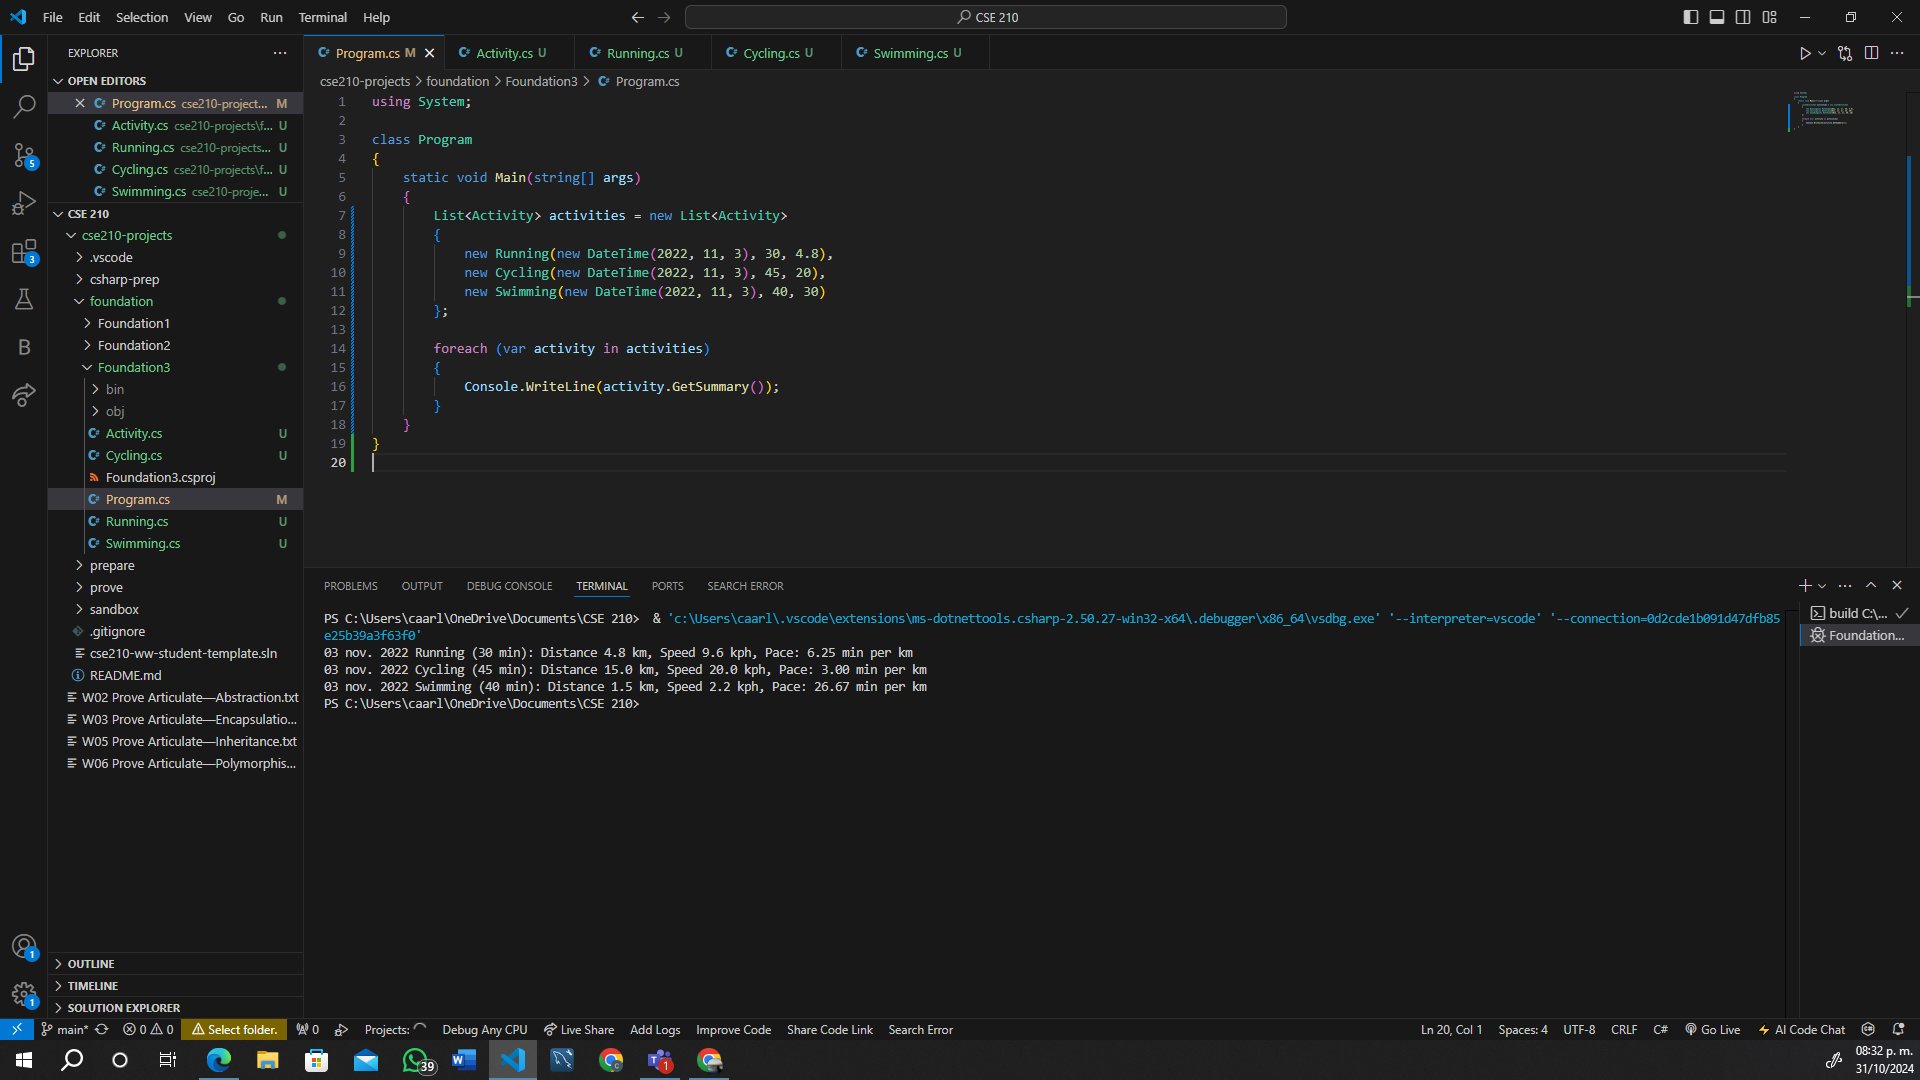 File Edit Selection View Go Run Terminal Help
CSE 210
EXPLORER
OPEN EDITORS
Program.cs cse210-project... M
Activity.cs cse210-projects\f... U
Running.cs cse210-projects... U
Cycling.cs cse210-projects\f... U
Swimming.cs cse210-proje... U
CSE 210
cse210-projects
.vscode
csharp-prep
foundation
Foundation1
Foundation2
Foundation3
bin
obj
Activity.cs U
Cycling.cs U
Foundation3.csproj
Program.cs M
Running.cs U
Swimming.cs U
prepare
prove
sandbox
.gitignore
cse210-ww-student-template.sln
README.md
W02 Prove Articulate—Abstraction.txt
W03 Prove Articulate—Encapsulatio...
W05 Prove Articulate—Inheritance.txt
W06 Prove Articulate—Polymorphis...
OUTLINE
TIMELINE
SOLUTION EXPLORER
Program.cs M Activity.cs U Running.cs U Cycling.cs U Swimming.cs U
cse210-projects > foundation > Foundation3 > Program.cs
1 using System;
2
3 class Program
4 {
5 static void Main(string[] args)
6 {
7 List<Activity> activities = new List<Activity>
8 {
9 new Running(new DateTime(2022, 11, 3), 30, 4.8),
10 new Cycling(new DateTime(2022, 11, 3), 45, 20),
11 new Swimming(new DateTime(2022, 11, 3), 40, 30)
12 };
13
14 foreach (var activity in activities)
15 {
16 Console.WriteLine(activity.GetSummary());
17 }
18 }
19 }
20
PROBLEMS OUTPUT DEBUG CONSOLE TERMINAL PORTS SEARCH ERROR
PS C:\Users\caarl\OneDrive\Documents\CSE 210> & 'c:\Users\caarl\.vscode\extensions\ms-dotnettools.csharp-2.50.27-win32-x64\.debugger\x86_64\vsdbg.exe' '--interpreter=vscode' '--connection=0d2cde1b091d47dfb85
e25b39a3f63f0'
03 nov. 2022 Running (30 min): Distance 4.8 km, Speed 9.6 kph, Pace: 6.25 min per km
03 nov. 2022 Cycling (45 min): Distance 15.0 km, Speed 20.0 kph, Pace: 3.00 min per km
03 nov. 2022 Swimming (40 min): Distance 1.5 km, Speed 2.2 kph, Pace: 26.67 min per km
PS C:\Users\caarl\OneDrive\Documents\CSE 210>
build C:\...
Foundation...
5
3
B
1
1
main* 0 0 Select folder. 0 Projects: Debug Any CPU Live Share Add Logs Improve Code Share Code Link Search Error
Ln 20, Col 1 Spaces: 4 UTF-8 CRLF C# Go Live AI Code Chat
39
1
08:32 p. m.
31/10/2024